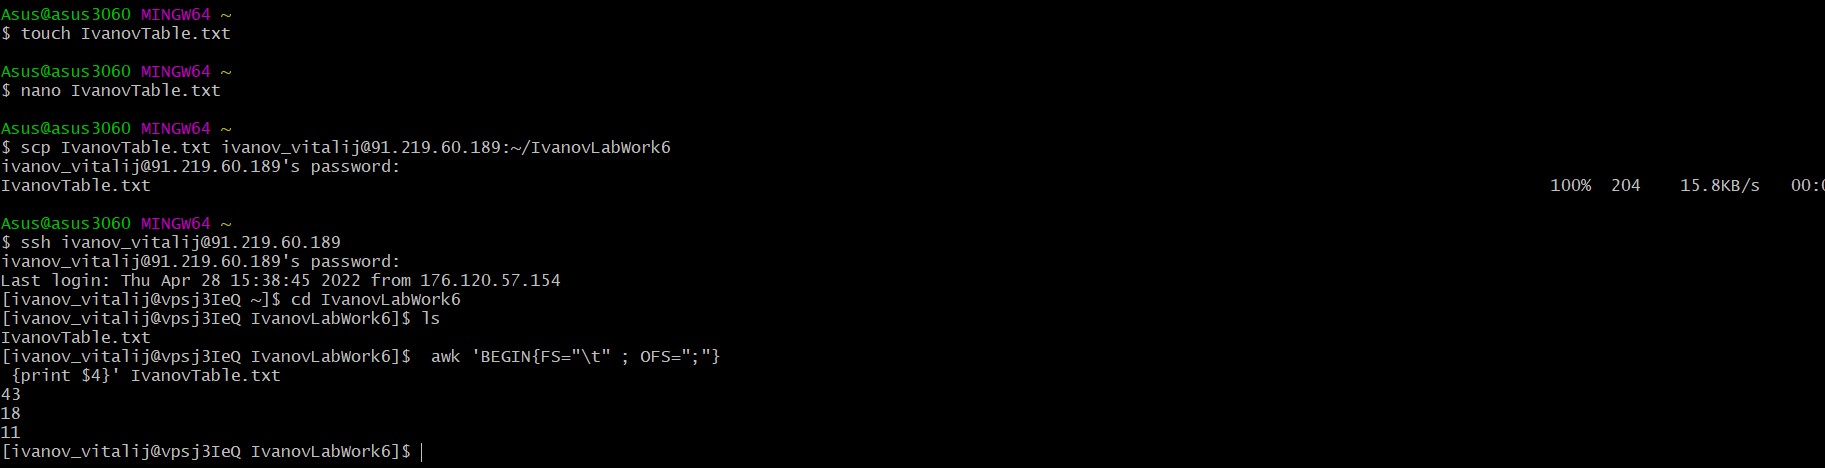 Asus@asus3060 MINGW64 ~
$ touch IvanovTable.txt
Asus@asus3060 MINGW64 ~
$ nano IvanovTable.txt
Asus@asus3060 MINGW64 ~
$ scp IvanovTable.txt ivanov_vitalij@91.219.60.189:~/IvanovLabWork6
ivanov_vitalij@91.219.60.189's password:
IvanovTable.txt 100% 204 15.8KB/s 00:0
Asus@asus3060 MINGW64 ~
$ ssh ivanov_vitalij@91.219.60.189
ivanov_vitalij@91.219.60.189's password:
Last login: Thu Apr 28 15:38:45 2022 from 176.120.57.154
[ivanov_vitalij@vpsj3IeQ ~]$ cd IvanovLabWork6
[ivanov_vitalij@vpsj3IeQ IvanovLabWork6]$ ls
IvanovTable.txt
[ivanov_vitalij@vpsj3IeQ IvanovLabWork6]$  awk 'BEGIN{FS="\t" ; OFS=";"}
 {print $4}' IvanovTable.txt
43
18
11
[ivanov_vitalij@vpsj3IeQ IvanovLabWork6]$